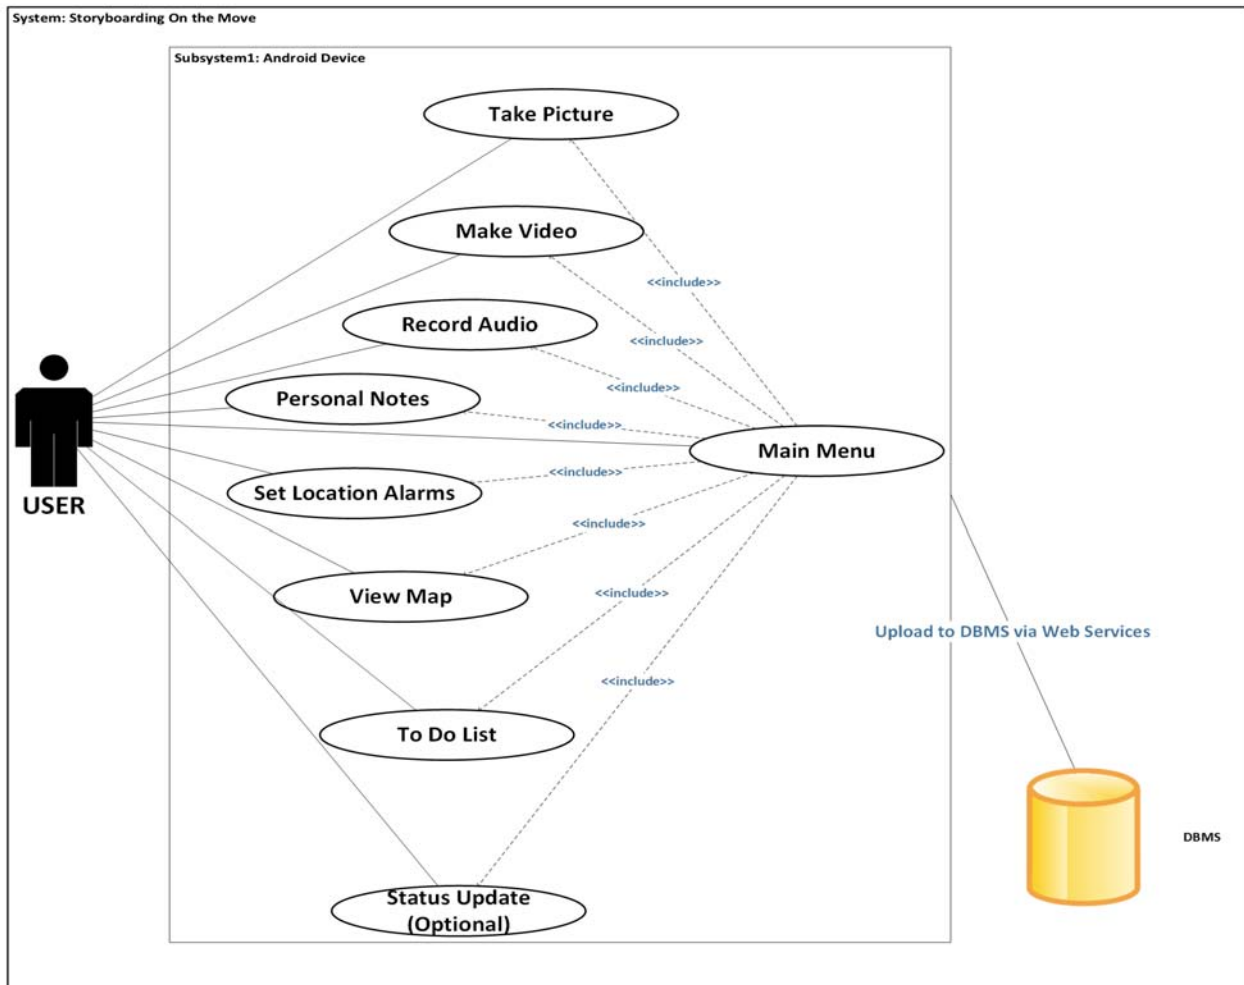 System: Storyboarding On the Move
Subsystem1: Android Device
Take Picture
Make Video
<<include>>
Record Audio
<<include>>
<<include>>
Personal Notes
<<include>>
Main Menu
<<include>>
Set Location Alarms
USER
<<include>>
View Map
<<include>>
Upload to DBMS via Web Services
<<include>>
To Do List
DBMS
Status Update
(Optional)